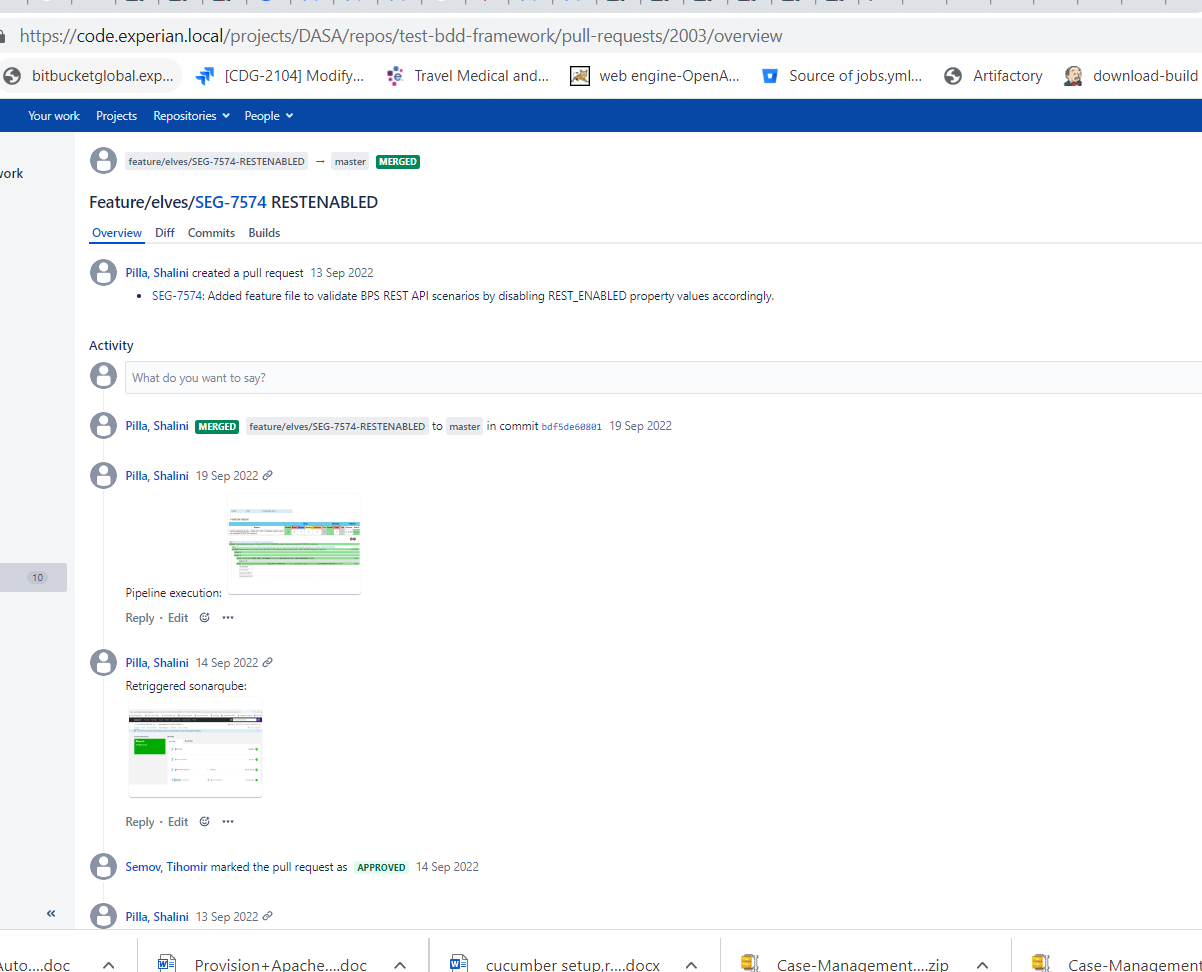 https://code.experian.local/projects/DASA/repos/test-bdd-framework/pull-requests/2003/overview
bitbucketglobal.exp... [CDG-2104] Modify,... Travel Medical and... web engine-OpenA... Source of jobs.yml... Artifactory download-build
Your work Projects Repositories People
feature/elves/SEG-7574-RESTENABLED → master MERGED
work
Feature/elves/SEG-7574 RESTENABLED
Overview Diff Commits Builds
Pilla, Shalini created a pull request 13 Sep 2022
• SEG-7574: Added feature file to validate BPS REST API scenarios by disabling REST_ENABLED property values accordingly.
Activity
What do you want to say?
Pilla, Shalini MERGED feature/elves/SEG-7574-RESTENABLED to master in commit bdf5de60801 19 Sep 2022
Pilla, Shalini 19 Sep 2022
10
Pipeline execution:
Reply · Edit ···
Pilla, Shalini 14 Sep 2022
Retriggered sonarqube:
Reply · Edit ···
Semov, Tihomir marked the pull request as APPROVED 14 Sep 2022
«
Pilla, Shalini 13 Sep 2022
Auto....doc Provision+Apache....doc cucumber setup,r....docx Case-Management....zip Case-Management